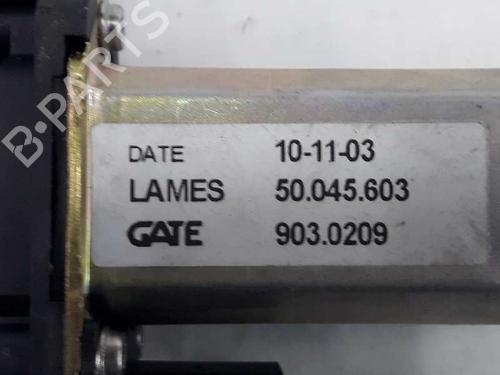 B-PARTS
DATE 10-11-03
LAMES 50.045.603
GATE 903.0209